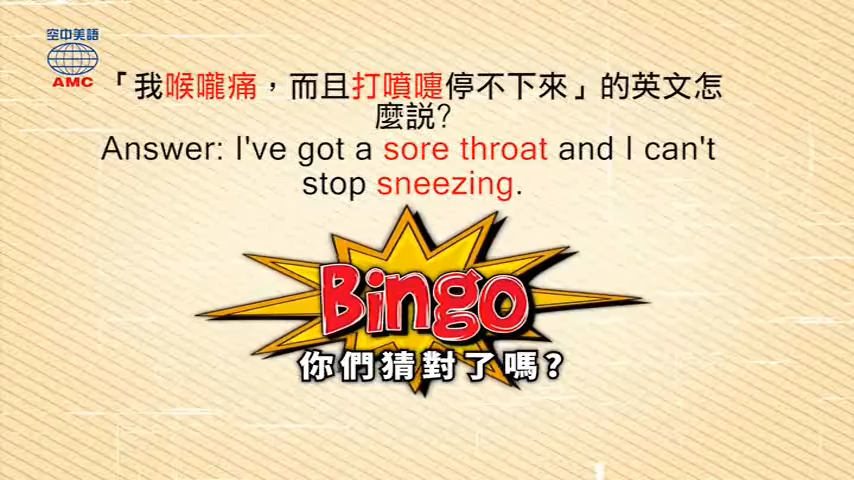 空中美語
AMC
「我喉嚨痛，而且打噴嚏停不下來」的英文怎
麼説?
Answer: I've got a sore throat and I can't
stop sneezing.
Bingo
你們猜對了嗎?